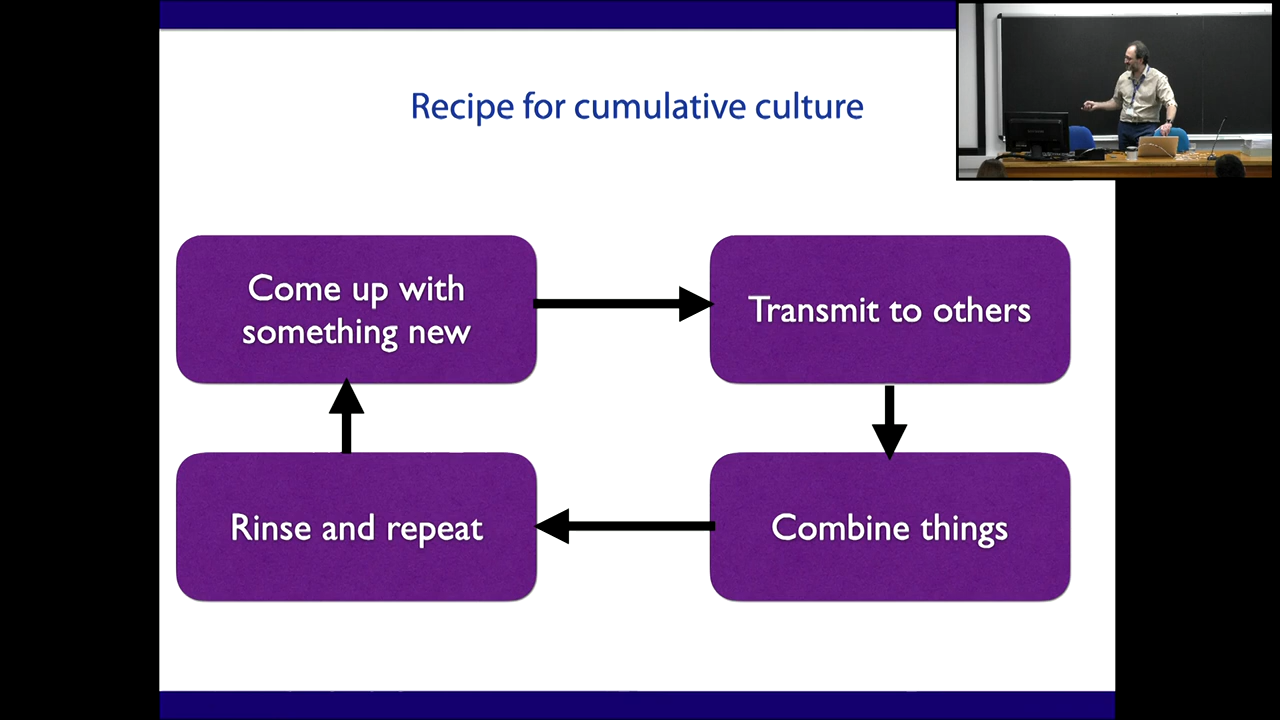 Recipe for cumulative culture
Come up with
something new
Transmit to others
Rinse and repeat
Combine things